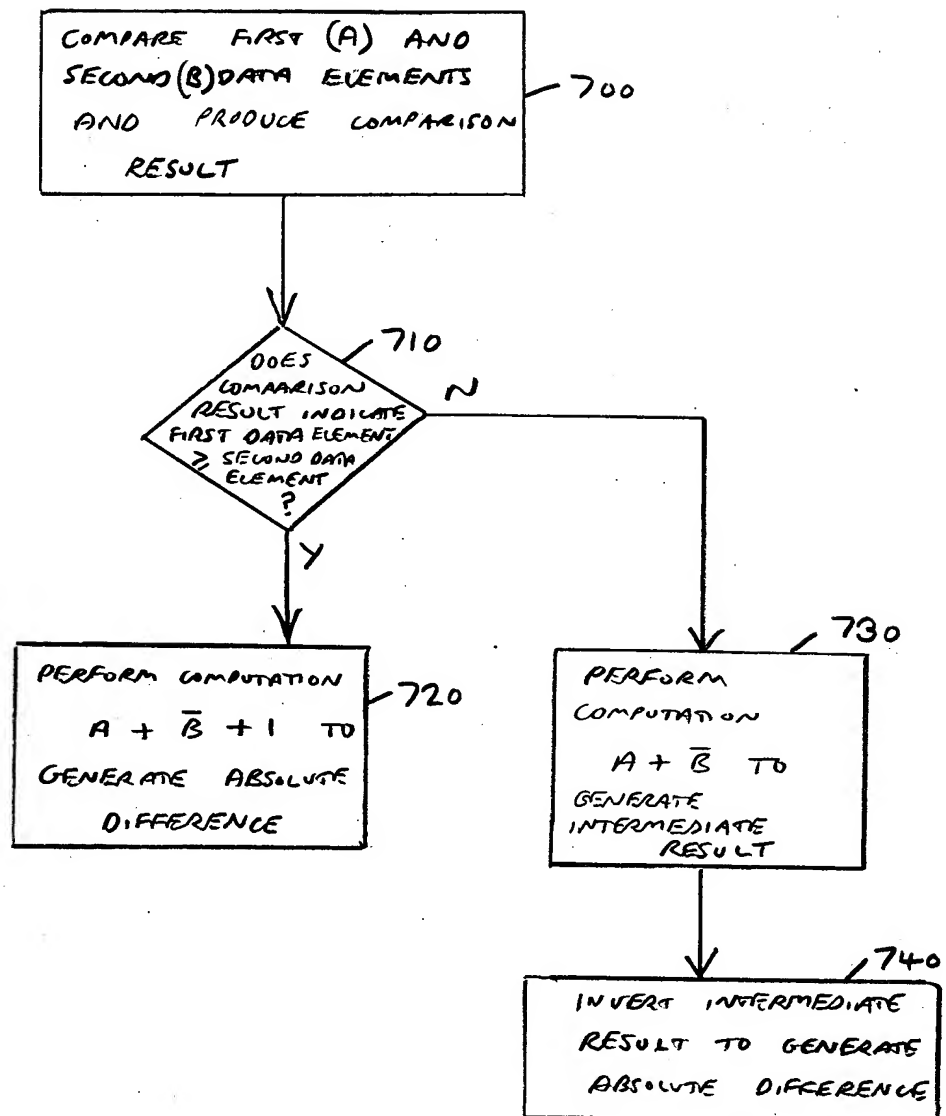 COMPARE FIRST (A) AND
SECOND (B) DATA ELEMENTS
AND PRODUCE COMPARISON
RESULT
700
710
DOES
COMPARISON
RESULT INDICATE
FIRST DATA ELEMENT
≥ SECOND DATA
ELEMENT
?
N
Y
PERFORM COMPUTATION
A + B̅ + 1 TO
GENERATE ABSOLUTE
DIFFERENCE
720
730
PERFORM
COMPUTATION
A + B̅ TO
GENERATE
INTERMEDIATE
RESULT
740
INVERT INTERMEDIATE
RESULT TO GENERATE
ABSOLUTE DIFFERENCE